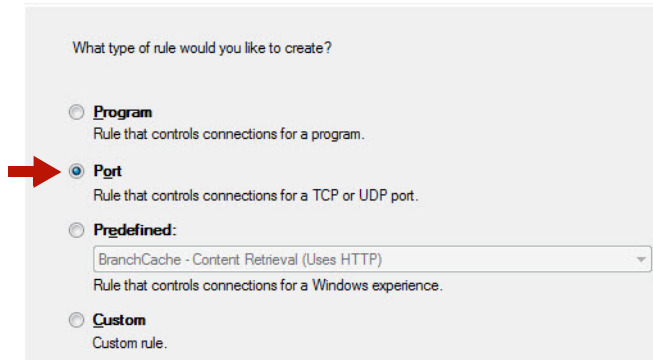 What type of rule would you like to create?
Program
Rule that controls connections for a program.
Port
Rule that controls connections for a TCP or UDP port.
Predefined:
BranchCache - Content Retrieval (Uses HTTP)
Rule that controls connections for a Windows experience.
Custom
Custom rule.